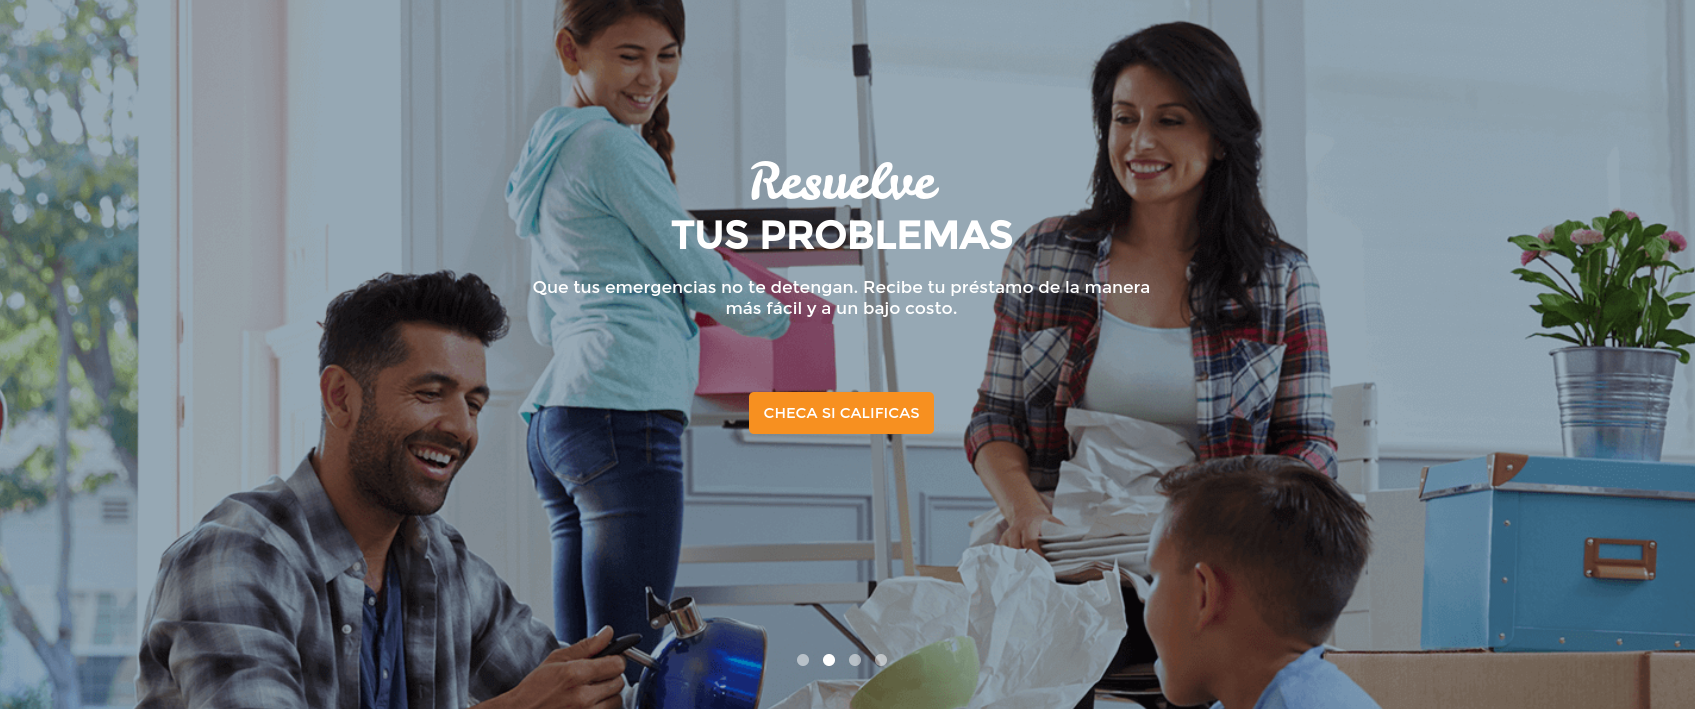 Resuelve
TUS PROBLEMAS
Que tus emergencias no te detengan. Recibe tu préstamo de la manera
más fácil y a un bajo costo.
CHECA SI CALIFICAS